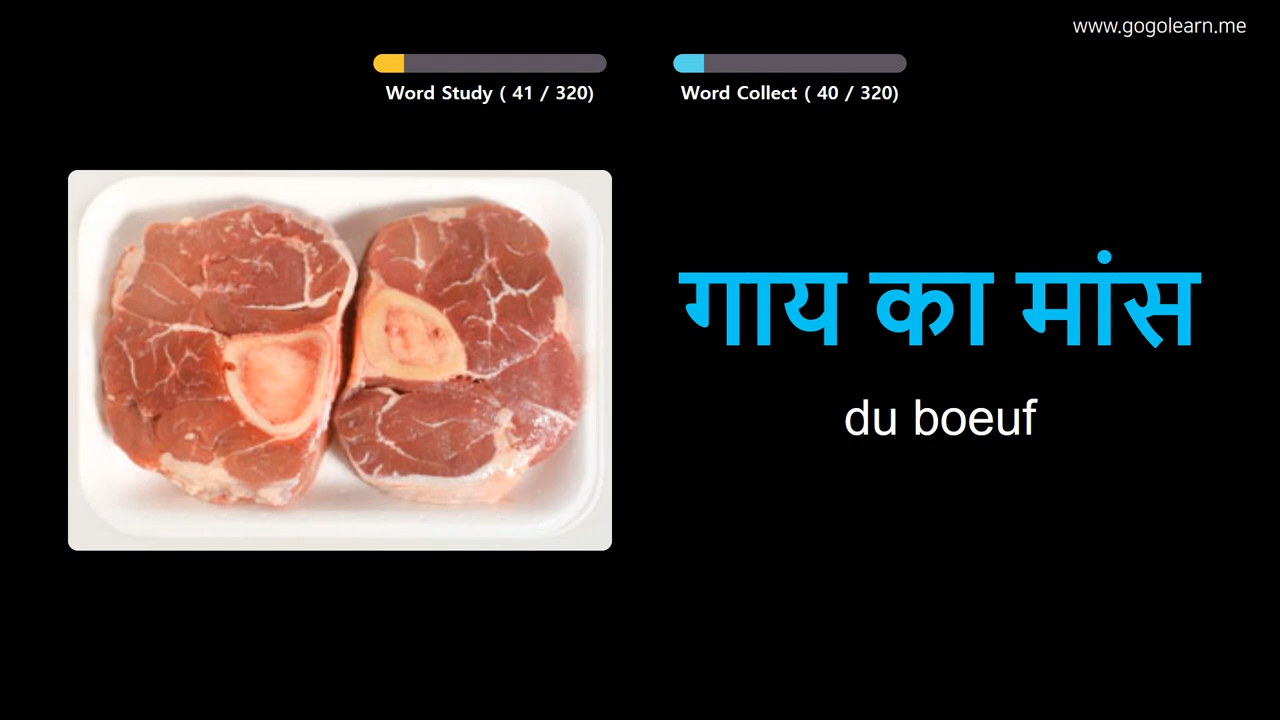 www.gogolearn.me
Word Study ( 41 / 320)
Word Collect ( 40 / 320)
गाय का मांस
du boeuf